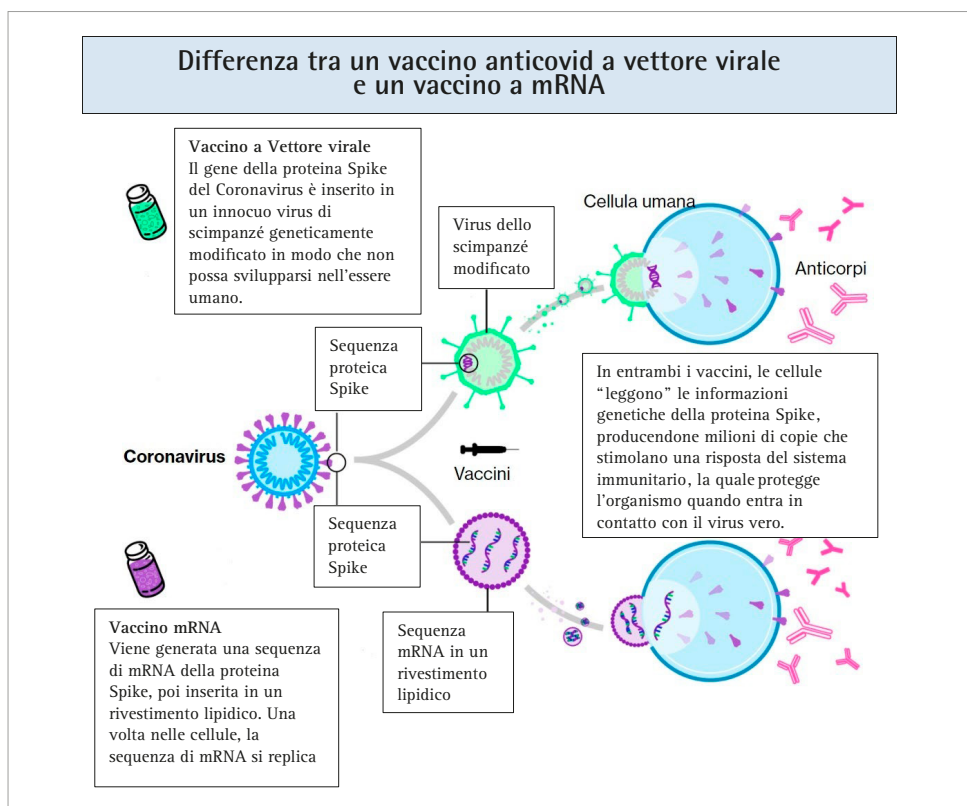 Differenza tra un vaccino anticovid a vettore virale
e un vaccino a mRNA
Vaccino a Vettore virale
Il gene della proteina Spike
del Coronavirus è inserito in
un innocuo virus di
scimpanzé geneticamente
modificato in modo che non
possa svilupparsi nell'essere
umano.
Virus dello
scimpanzé
modificato
Cellula umana
Anticorpi
Sequenza
proteica
Spike
In entrambi i vaccini, le cellule
“leggono” le informazioni
genetiche della proteina Spike,
producendone milioni di copie che
stimolano una risposta del sistema
immunitario, la quale protegge
l'organismo quando entra in
contatto con il virus vero.
Coronavirus
Vaccini
Sequenza
proteica
Spike
Vaccino mRNA
Viene generata una sequenza
di mRNA della proteina
Spike, poi inserita in un
rivestimento lipidico. Una
volta nelle cellule, la
sequenza di mRNA si replica
Sequenza
mRNA in un
rivestimento
lipidico